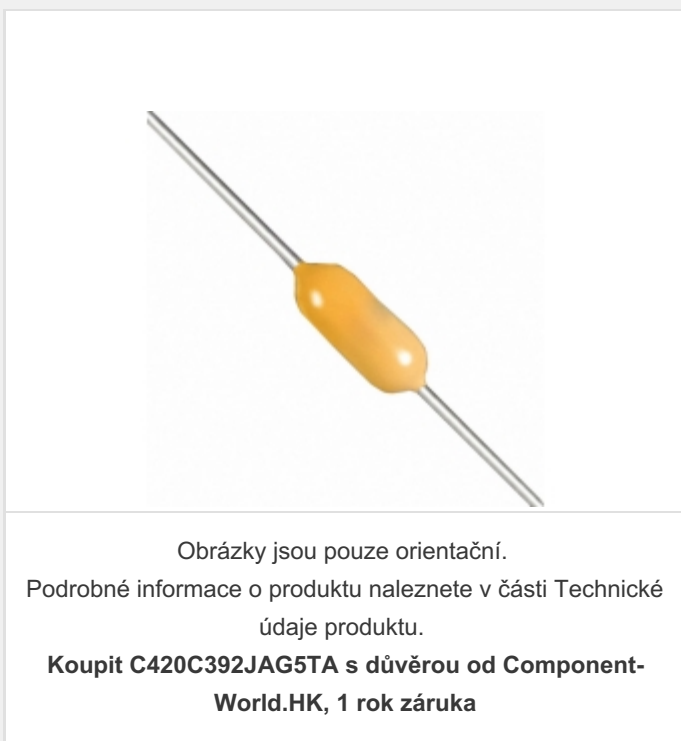 Obrázky jsou pouze orientační.
Podrobné informace o produktu naleznete v části Technické
údaje produktu.
Koupit C420C392JAG5TA s důvěrou od Component-
World.HK, 1 rok záruka